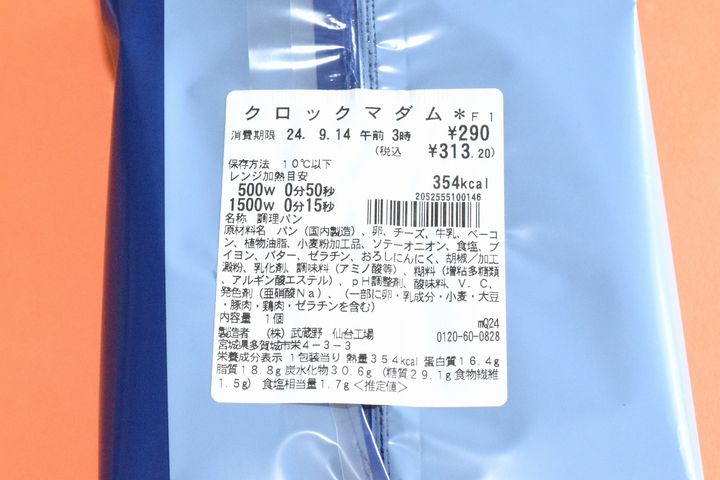 クロックマダム＊F1
消費期限 24. 9.14 午前 3時 ¥290
(税込 ¥313.20)
保存方法 10℃以下
レンジ加熱目安 354kcal
500W 0分50秒
2052555100146
1500W 0分15秒
名称 調理パン
原材料名 パン（国内製造）、卵、チーズ、牛乳、ベーコ
ン、植物油脂、小麦粉加工品、ソテーオニオン、食塩、ブ
イヨン、バター、ゼラチン、おろしにんにく、胡椒／加工
澱粉、乳化剤、調味料（アミノ酸等）、糊料（増粘多糖類
、アルギン酸エステル）、pH調整剤、酸味料、V．C、
発色剤（亜硝酸Na）、（一部に卵・乳成分・小麦・大豆
・豚肉・鶏肉・ゼラチンを含む）
内容量 1個 mQ24
製造者 （株）武蔵野 仙台工場 0120-60-0828
宮城県多賀城市栄4－3－3
栄養成分表示 1包装当り 熱量354kcal 蛋白質16.4g
脂質18.8g 炭水化物30.6g （糖質29.1g 食物繊維
1.5g） 食塩相当量1.7g ＜推定値＞